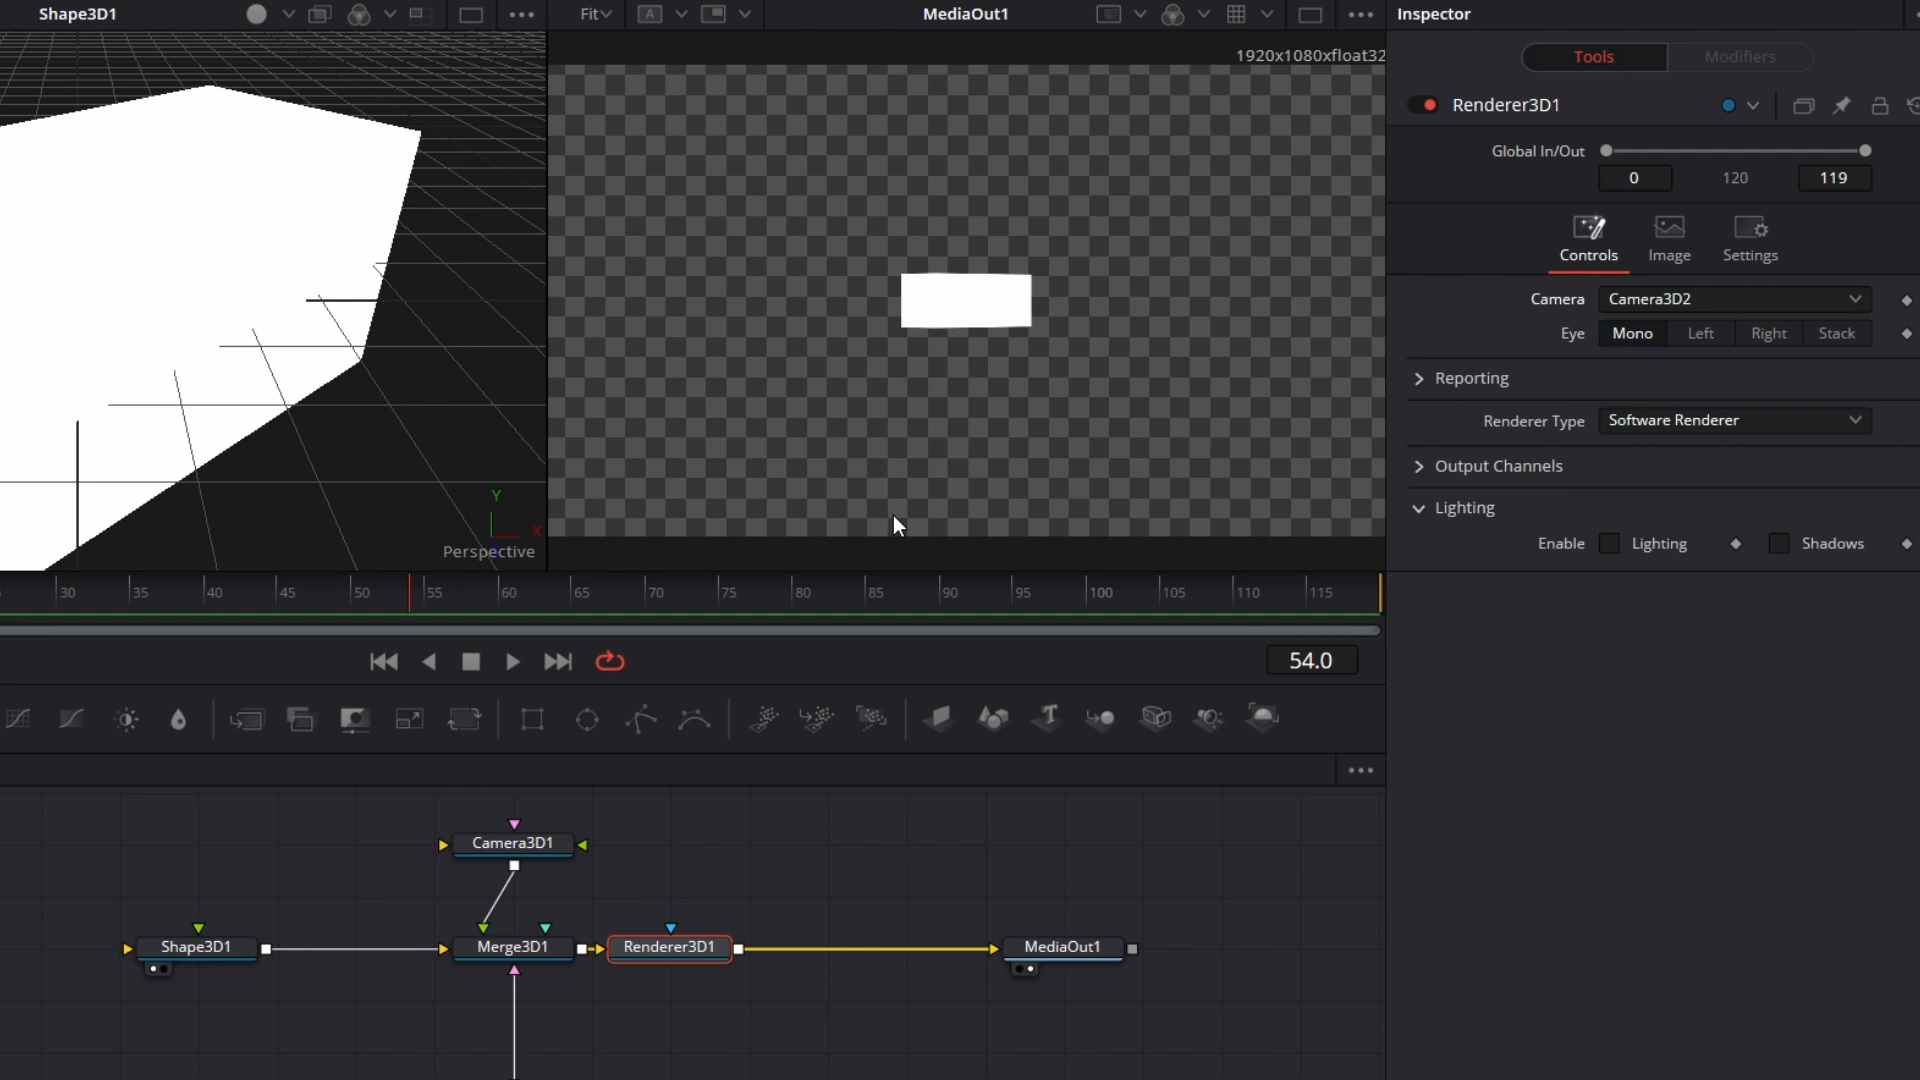 Shape3D1
Fit
A
MediaOut1
Inspector
1920x1080xfloat32
Tools
Modifiers
Renderer3D1
Global In/Out
0
120
119
Controls
Image
Settings
Camera
Camera3D2
Eye
Mono
Left
Right
Stack
Reporting
Renderer Type
Software Renderer
Output Channels
Lighting
Enable
Lighting
Shadows
Y
X
Perspective
30
35
40
45
50
55
60
65
70
75
80
85
90
95
100
105
110
115
54.0
T
Camera3D1
Shape3D1
Merge3D1
Renderer3D1
MediaOut1